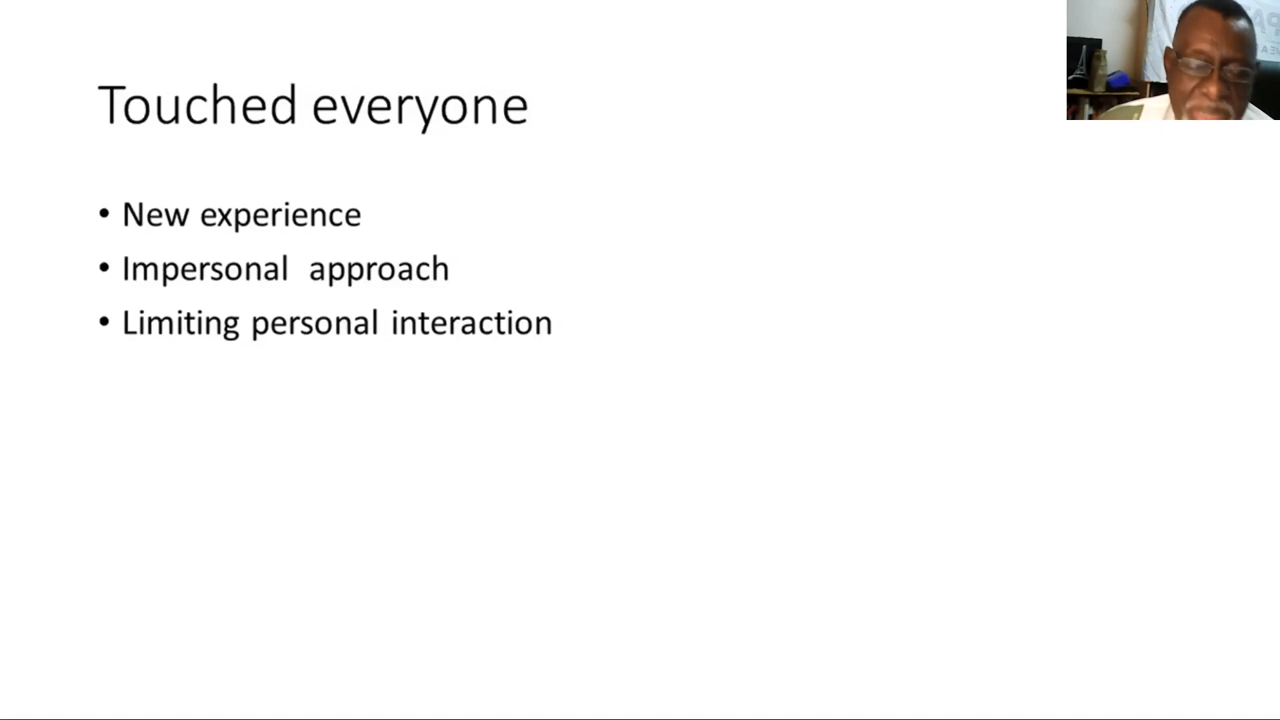 Touched everyone
• New experience
• Impersonal  approach
• Limiting personal interaction